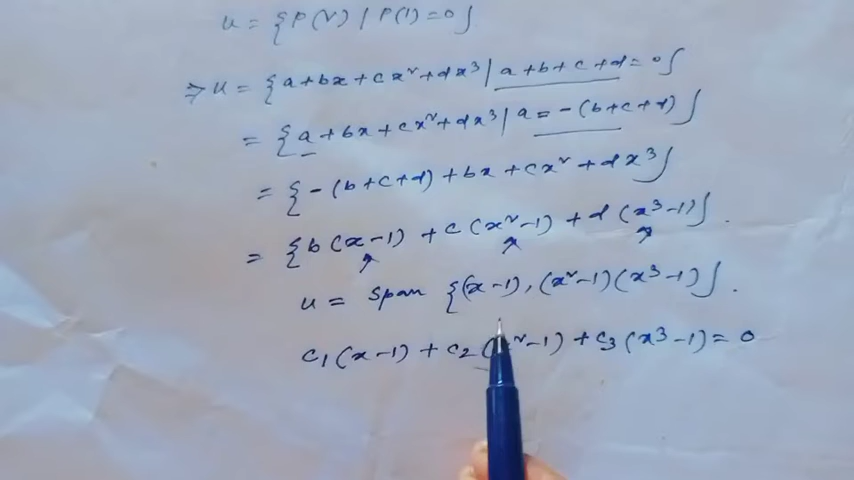 u = {P(x) / P(1) = 0}
⇒ u = {a + bx + cx² + dx³ | a + b + c + d = 0}
= {a + bx + cx² + dx³ | a = -(b + c + d)}
= {-(b + c + d) + bx + cx² + dx³}
= {b(x-1) + c(x²-1) + d(x³-1)}.
u = span {(x-1), (x²-1)(x³-1)}.
c₁(x-1) + c₂(x²-1) + c₃(x³-1) = 0